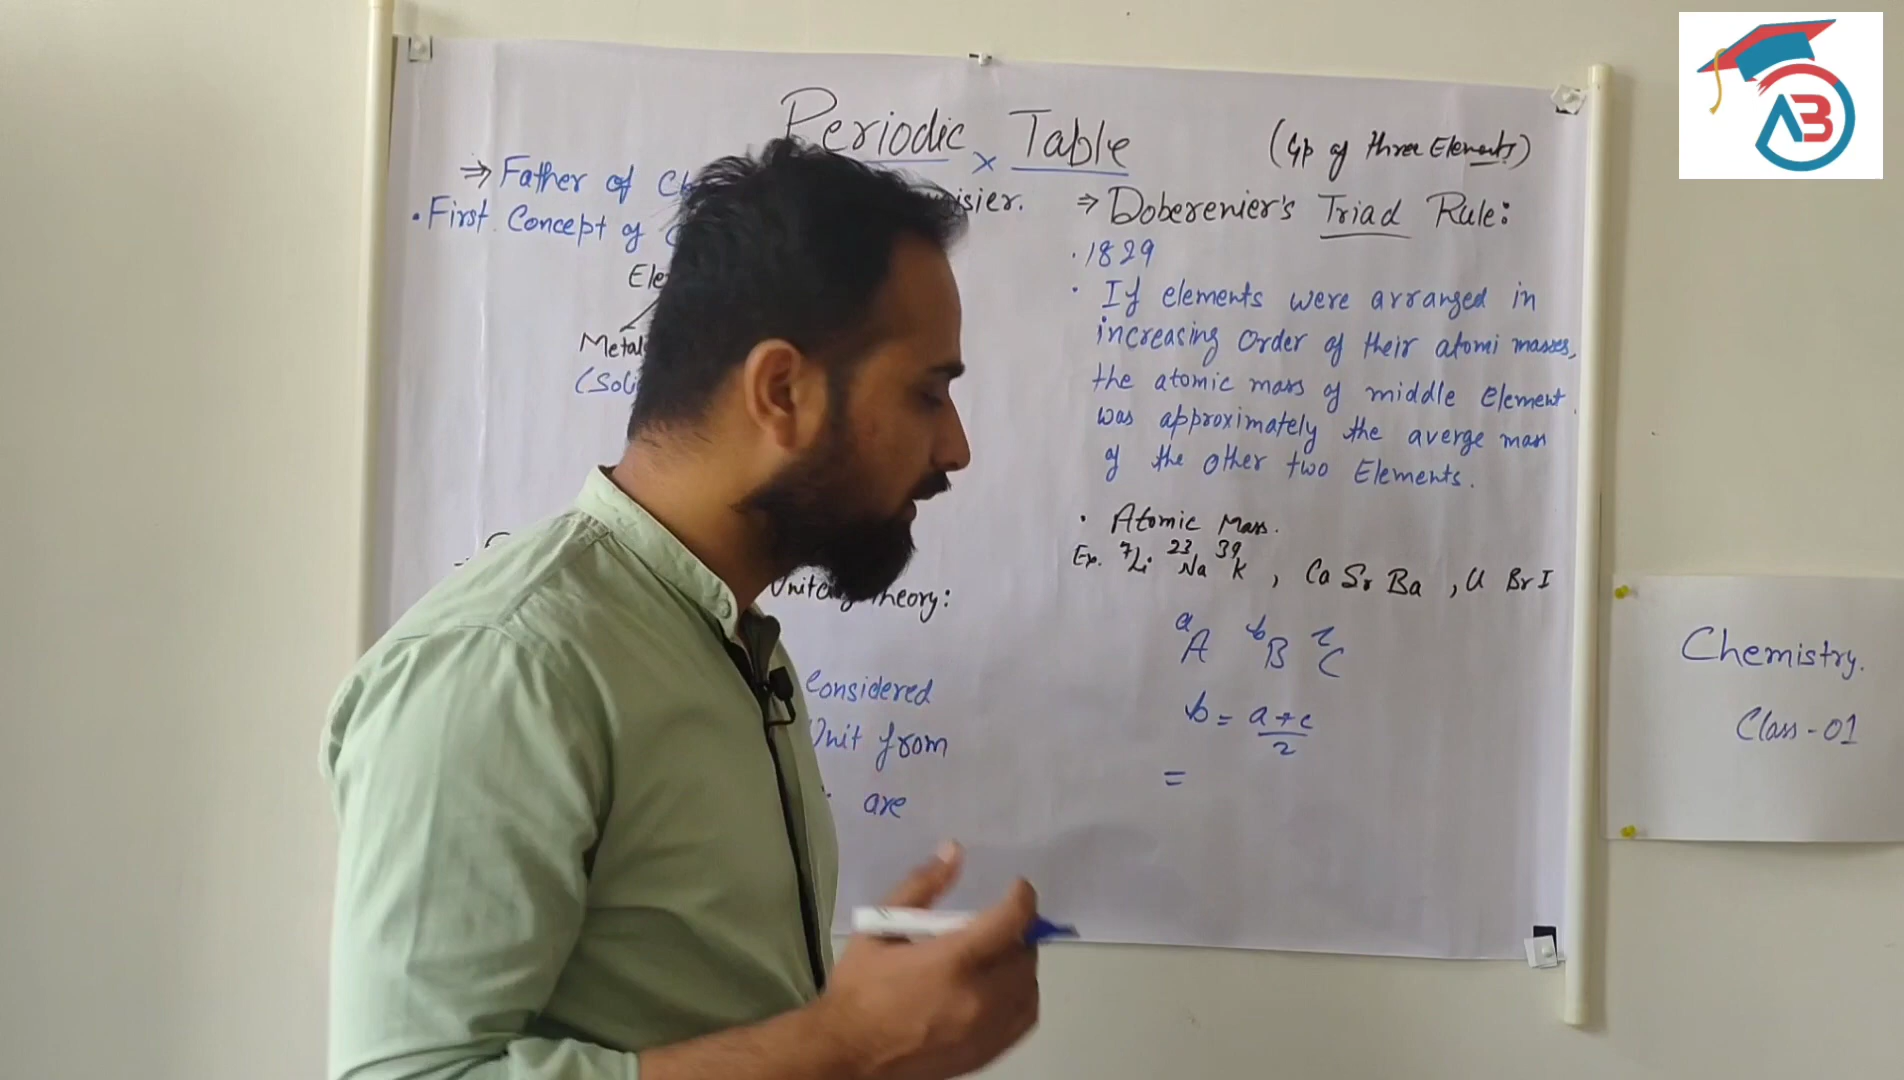 Periodic Table
⇒ Father of Ch
isier.
• First Concept of
Ele
Metal
(Soli
Theory:
Considered
Unit from
are
(Gp of three Elements)
⇒ Doberenier's Triad Rule:
• 1829
• If elements were arranged in
increasing Order of their atomi masses,
the atomic mass of middle Element
was approximately the averge mass
of the other two Elements.
• Atomic Mass.
Ex. ⁷Li ²³Na ³⁹K , Ca Sr Ba , Cl Br I
ᵃA ᵇB ᶜC
b = a+c
2
=
AB
Chemistry.
Class-01